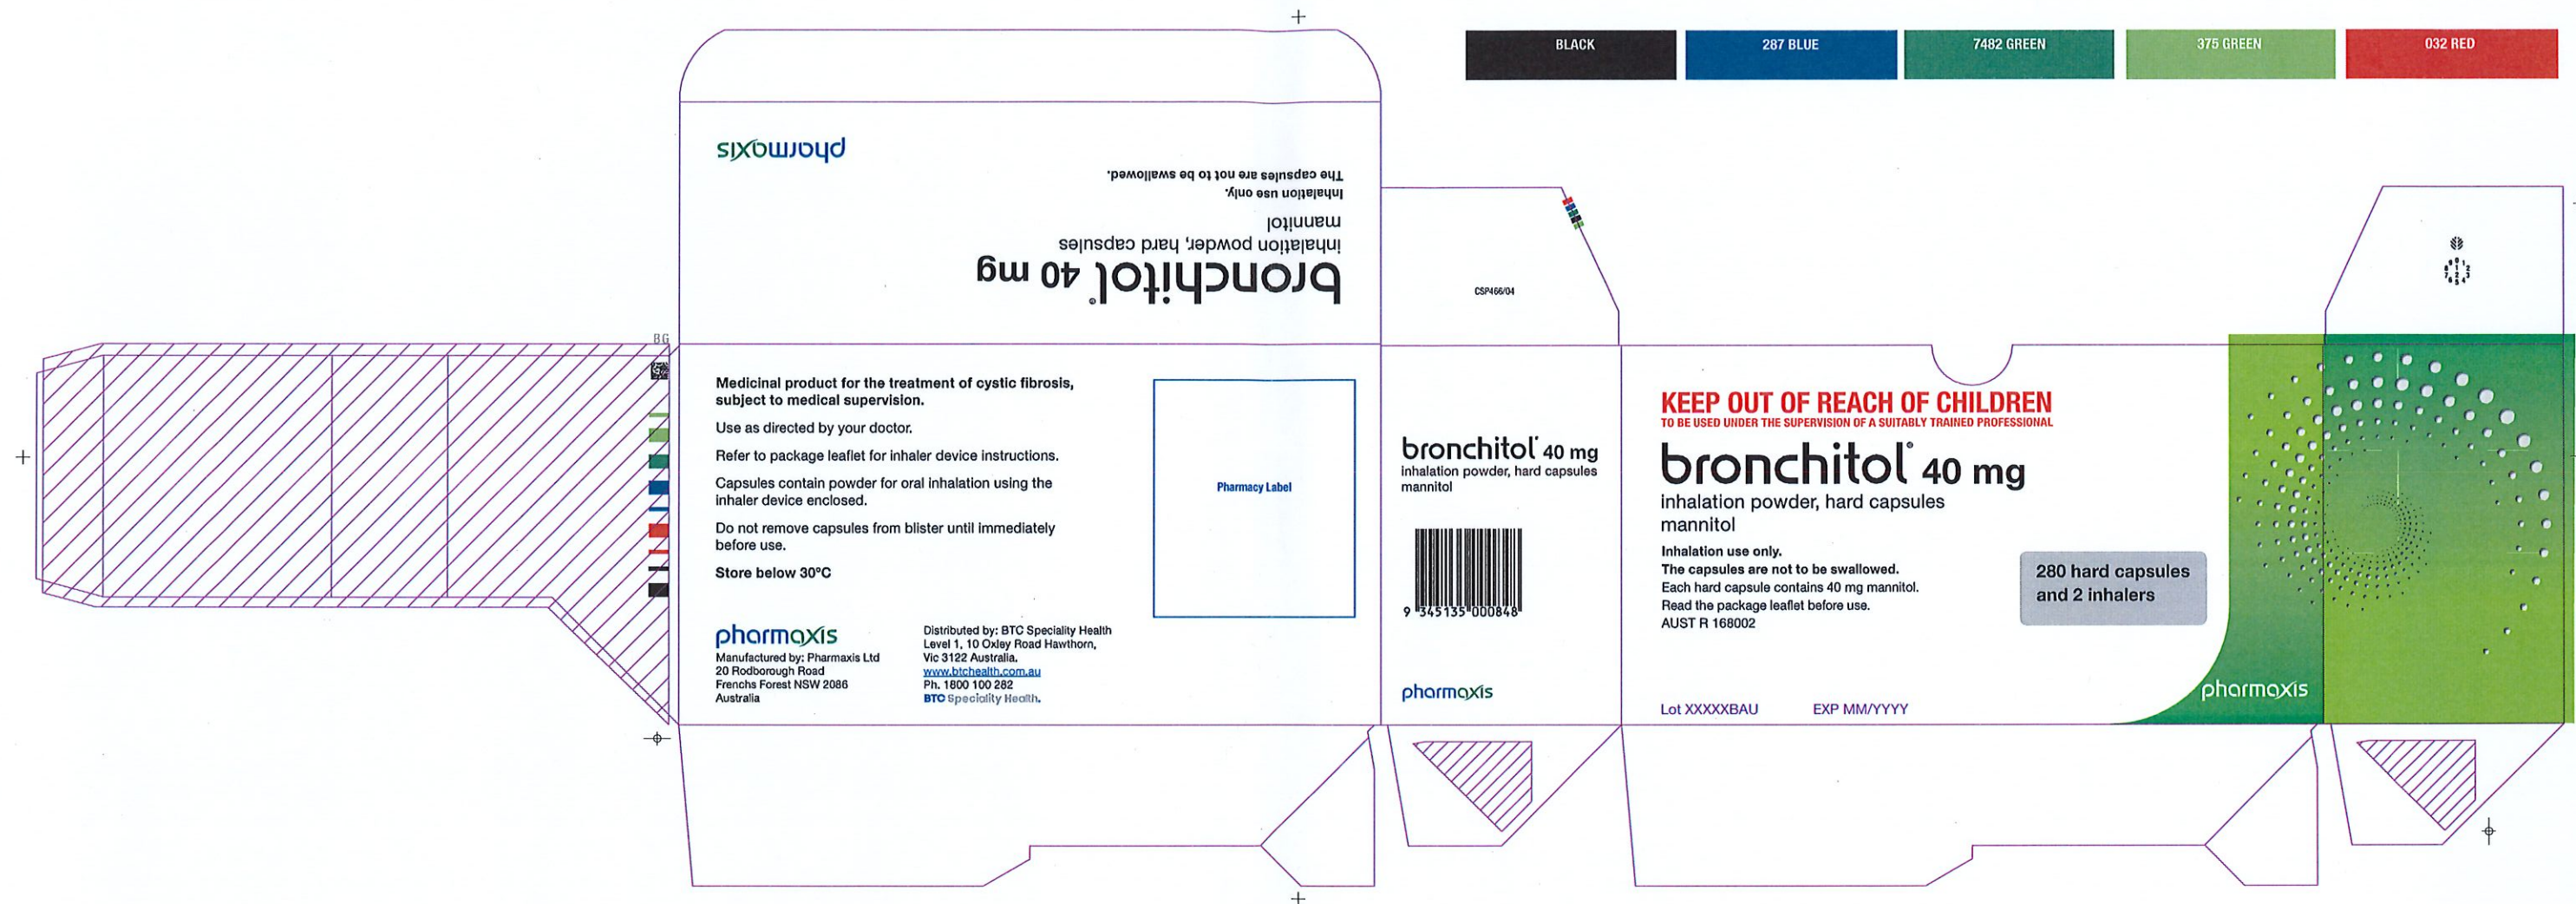 BLACK
287 BLUE
7482 GREEN
375 GREEN
032 RED
pharmaxis
The capsules are not to be swallowed.
Inhalation use only.
mannitol
inhalation powder, hard capsules
bronchitol® 40 mg
CSP466/04
BG
Medicinal product for the treatment of cystic fibrosis,
subject to medical supervision.
Use as directed by your doctor.
Refer to package leaflet for inhaler device instructions.
Capsules contain powder for oral inhalation using the
inhaler device enclosed.
Do not remove capsules from blister until immediately
before use.
Store below 30°C
pharmaxis
Manufactured by: Pharmaxis Ltd
20 Rodborough Road
Frenchs Forest NSW 2086
Australia
Distributed by: BTC Speciality Health
Level 1, 10 Oxley Road Hawthorn,
Vic 3122 Australia.
www.btchealth.com.au
Ph. 1800 100 282
BTC Speciality Health.
Pharmacy Label
bronchitol® 40 mg
inhalation powder, hard capsules
mannitol
9 345135 000848
pharmaxis
KEEP OUT OF REACH OF CHILDREN
TO BE USED UNDER THE SUPERVISION OF A SUITABLY TRAINED PROFESSIONAL
bronchitol® 40 mg
inhalation powder, hard capsules
mannitol
Inhalation use only.
The capsules are not to be swallowed.
Each hard capsule contains 40 mg mannitol.
Read the package leaflet before use.
AUST R 168002
280 hard capsules
and 2 inhalers
Lot XXXXXBAU EXP MM/YYYY
pharmaxis